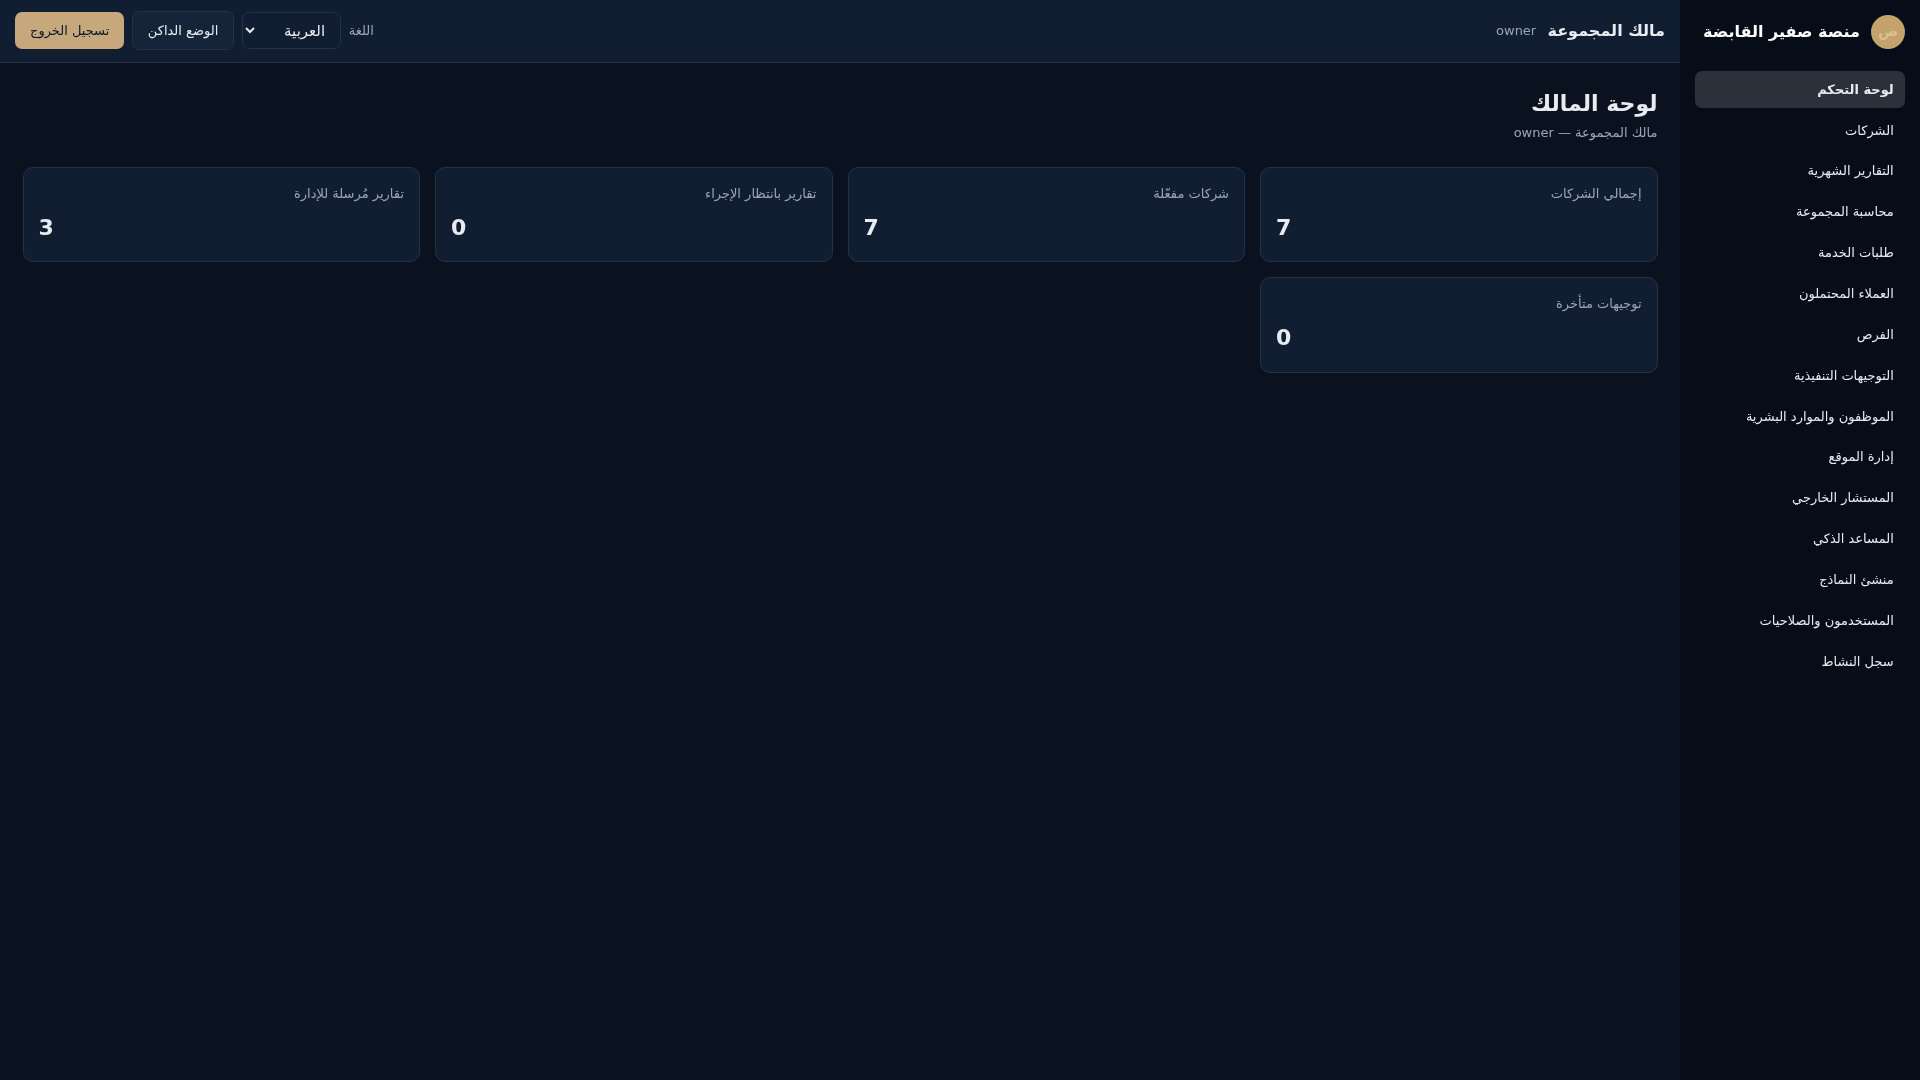 ص
منصة صفير القابضة
لوحة التحكم
الشركات
التقارير الشهرية
محاسبة المجموعة
طلبات الخدمة
العملاء المحتملون
الفرص
التوجيهات التنفيذية
الموظفون والموارد البشرية
إدارة الموقع
المستشار الخارجي
المساعد الذكي
منشئ النماذج
المستخدمون والصلاحيات
سجل النشاط
مالك المجموعة owner
اللغة
العربية
الوضع الداكن
تسجيل الخروج
لوحة المالك
مالك المجموعة — owner
إجمالي الشركات
7
شركات مفعّلة
7
تقارير بانتظار الإجراء
0
تقارير مُرسلة للإدارة
3
توجيهات متأخرة
0